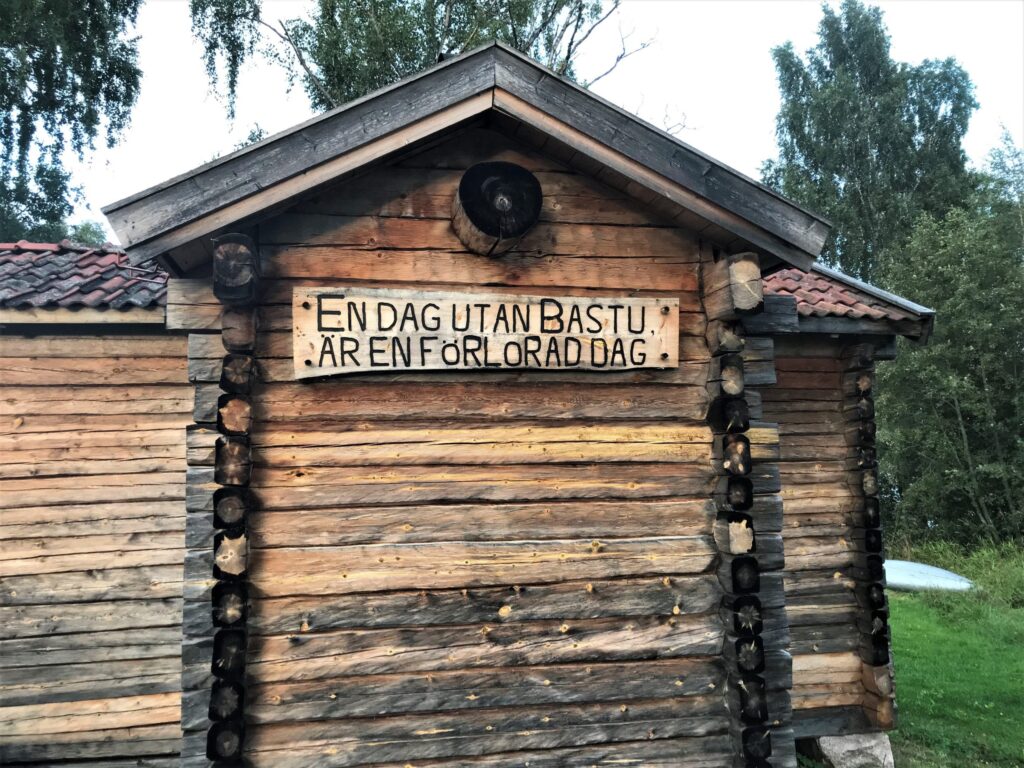 EN DAG UTAN BASTU,
ÄR EN FÖRLORAD DAG